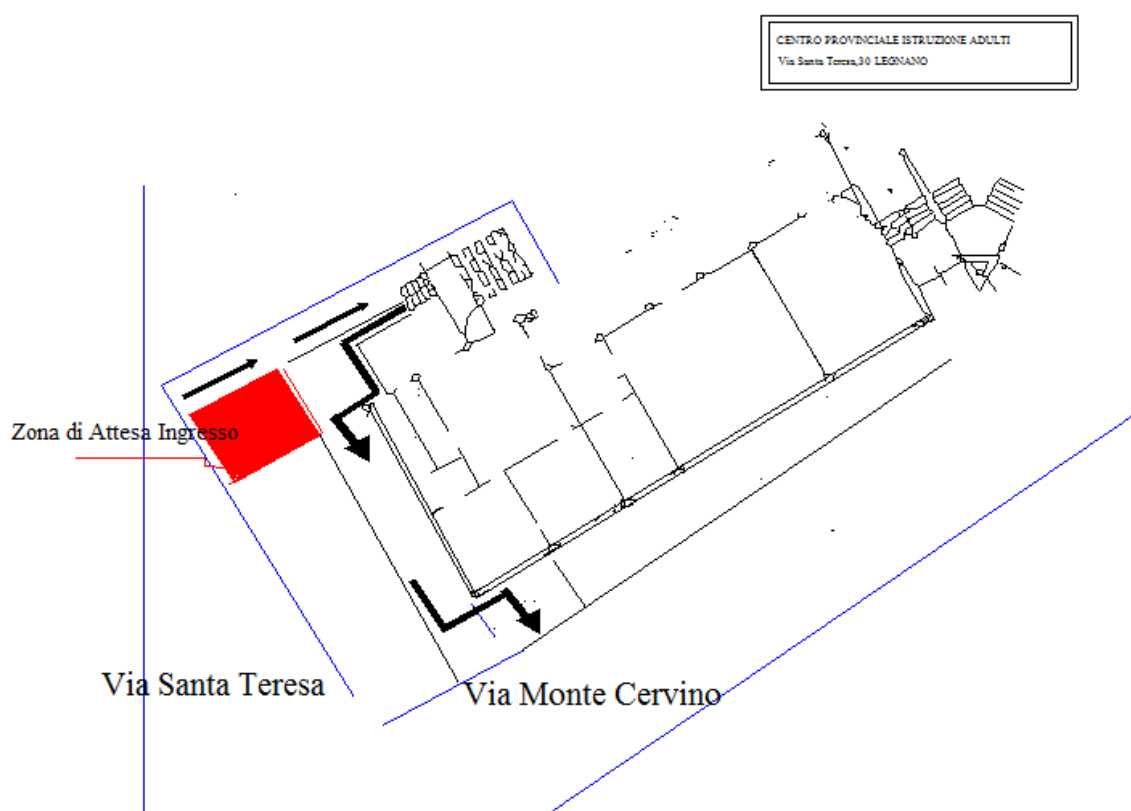 CENTRO PROVINCIALE ISTRUZIONE ADULTI
Via Santa Teresa,30 LEGNANO
Zona di Attesa Ingresso
Via Santa Teresa
Via Monte Cervino